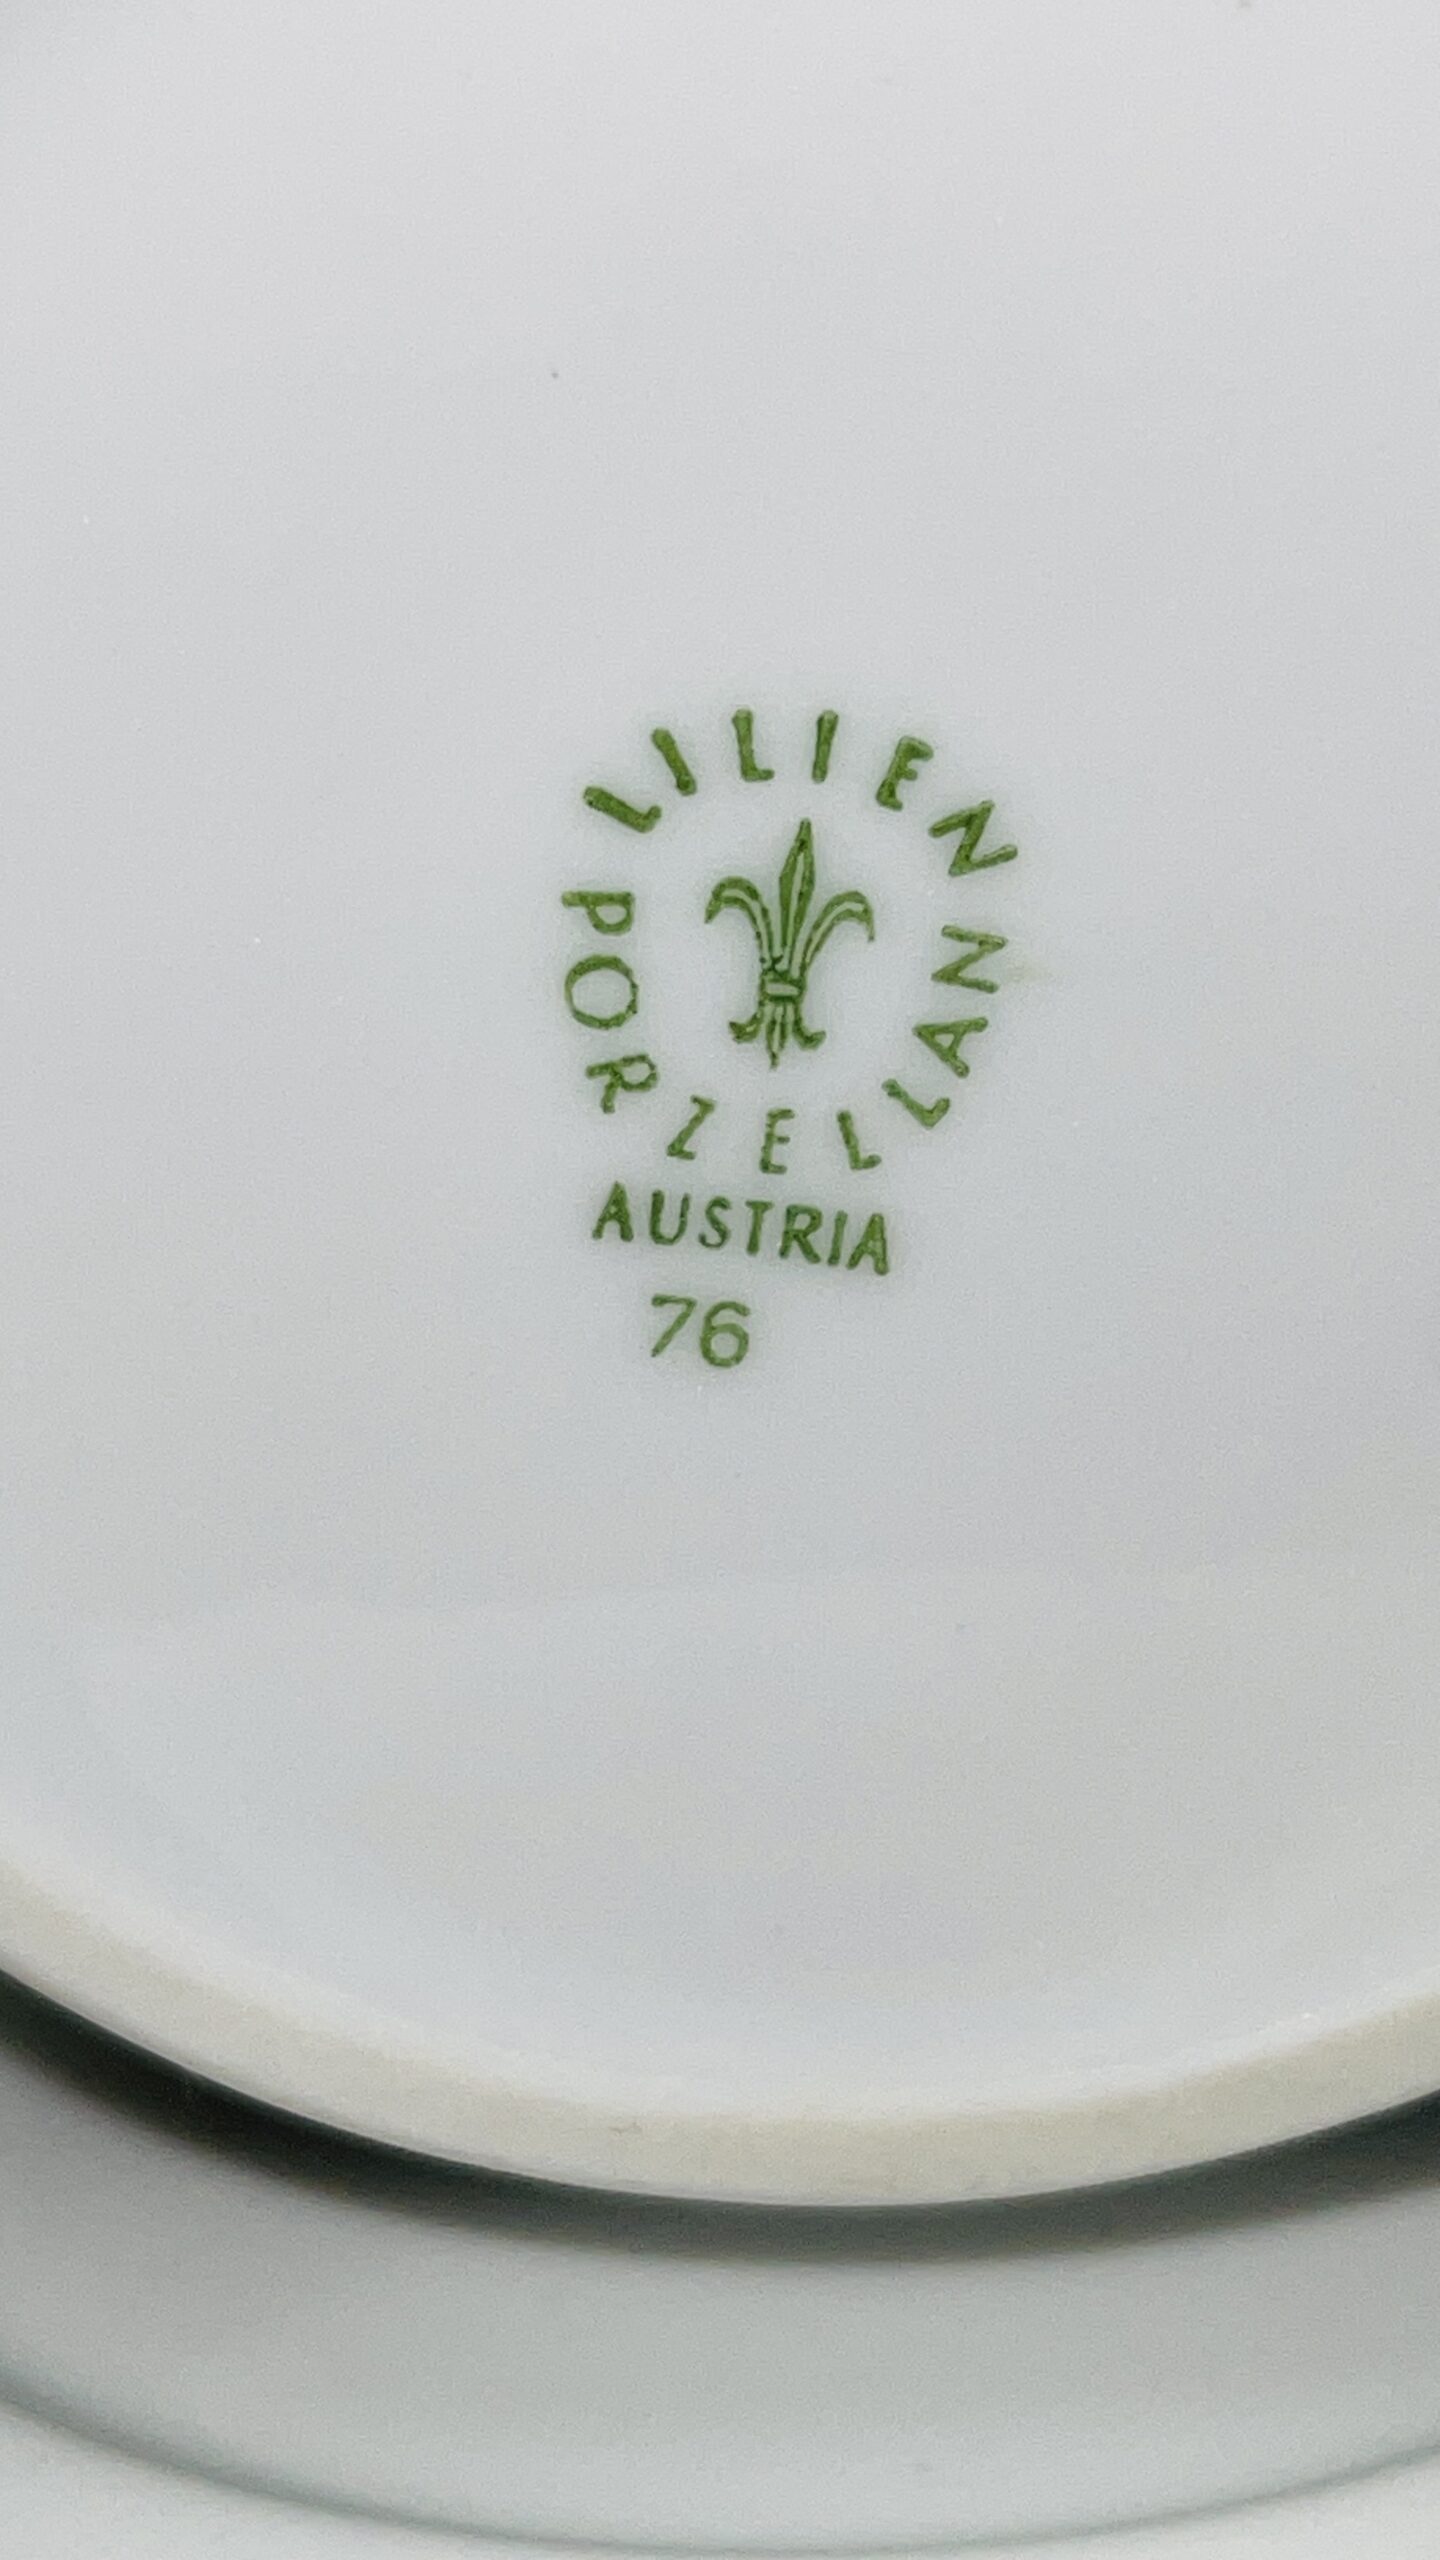 LILIEN
PORZELLAN
AUSTRIA
76